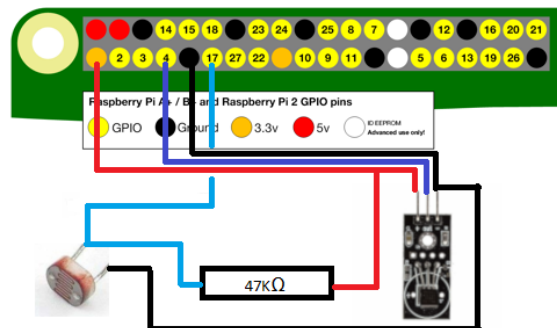 14 15 18 23 24 25 8 7 12 16 20 21
2 3 4 17 27 22 10 9 11 5 6 13 19 26
Raspberry Pi A+ / B+ and Raspberry Pi 2 GPIO pins
GPIO Ground 3.3v 5v ID EEPROM
Advanced use only!
47KΩ